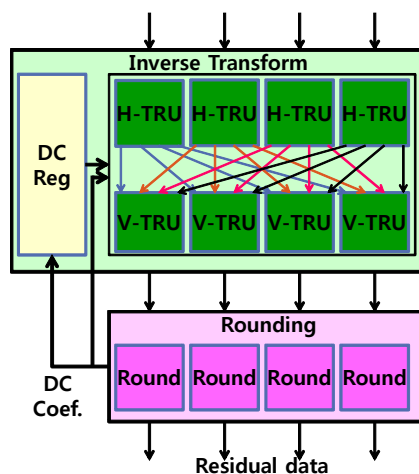 Inverse Transform
DC
Reg
H-TRU H-TRU H-TRU H-TRU
V-TRU V-TRU V-TRU V-TRU
Rounding
Round Round Round Round
DC
Coef.
Residual data